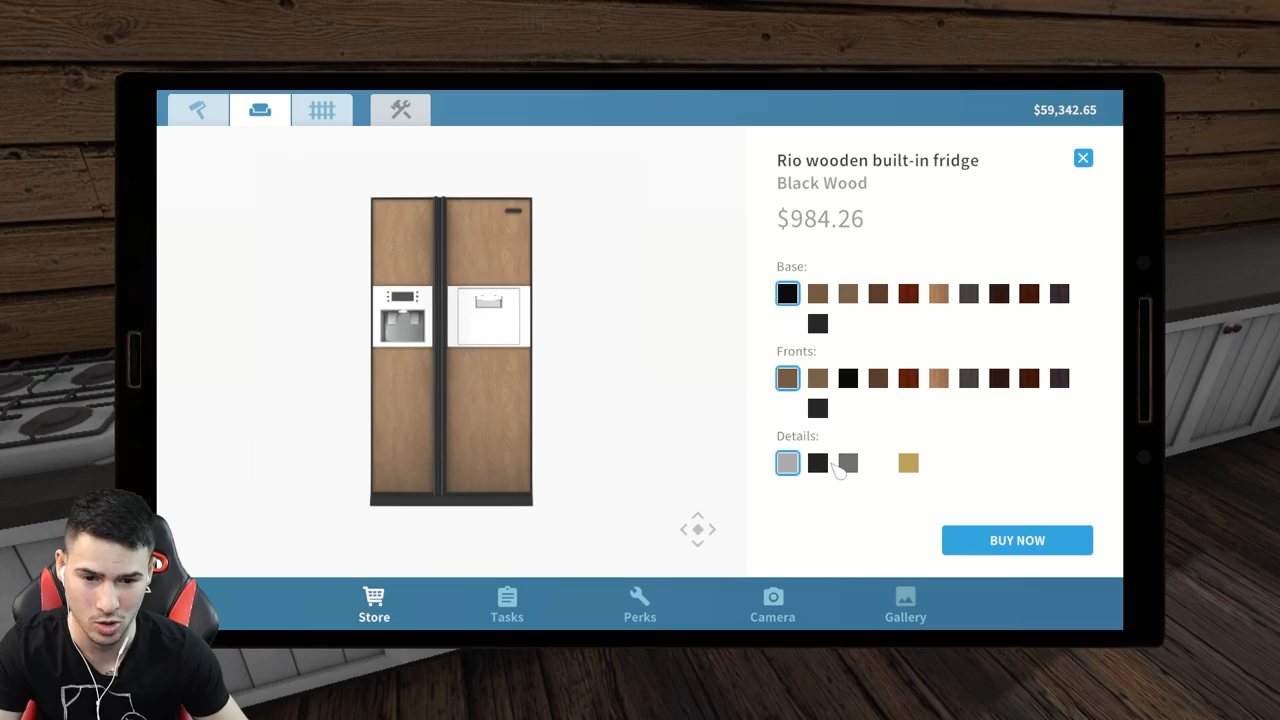 $59,342.65
Rio wooden built-in fridge
Black Wood
$984.26
Base:
Fronts:
Details:
BUY NOW
Store
Tasks
Perks
Camera
Gallery